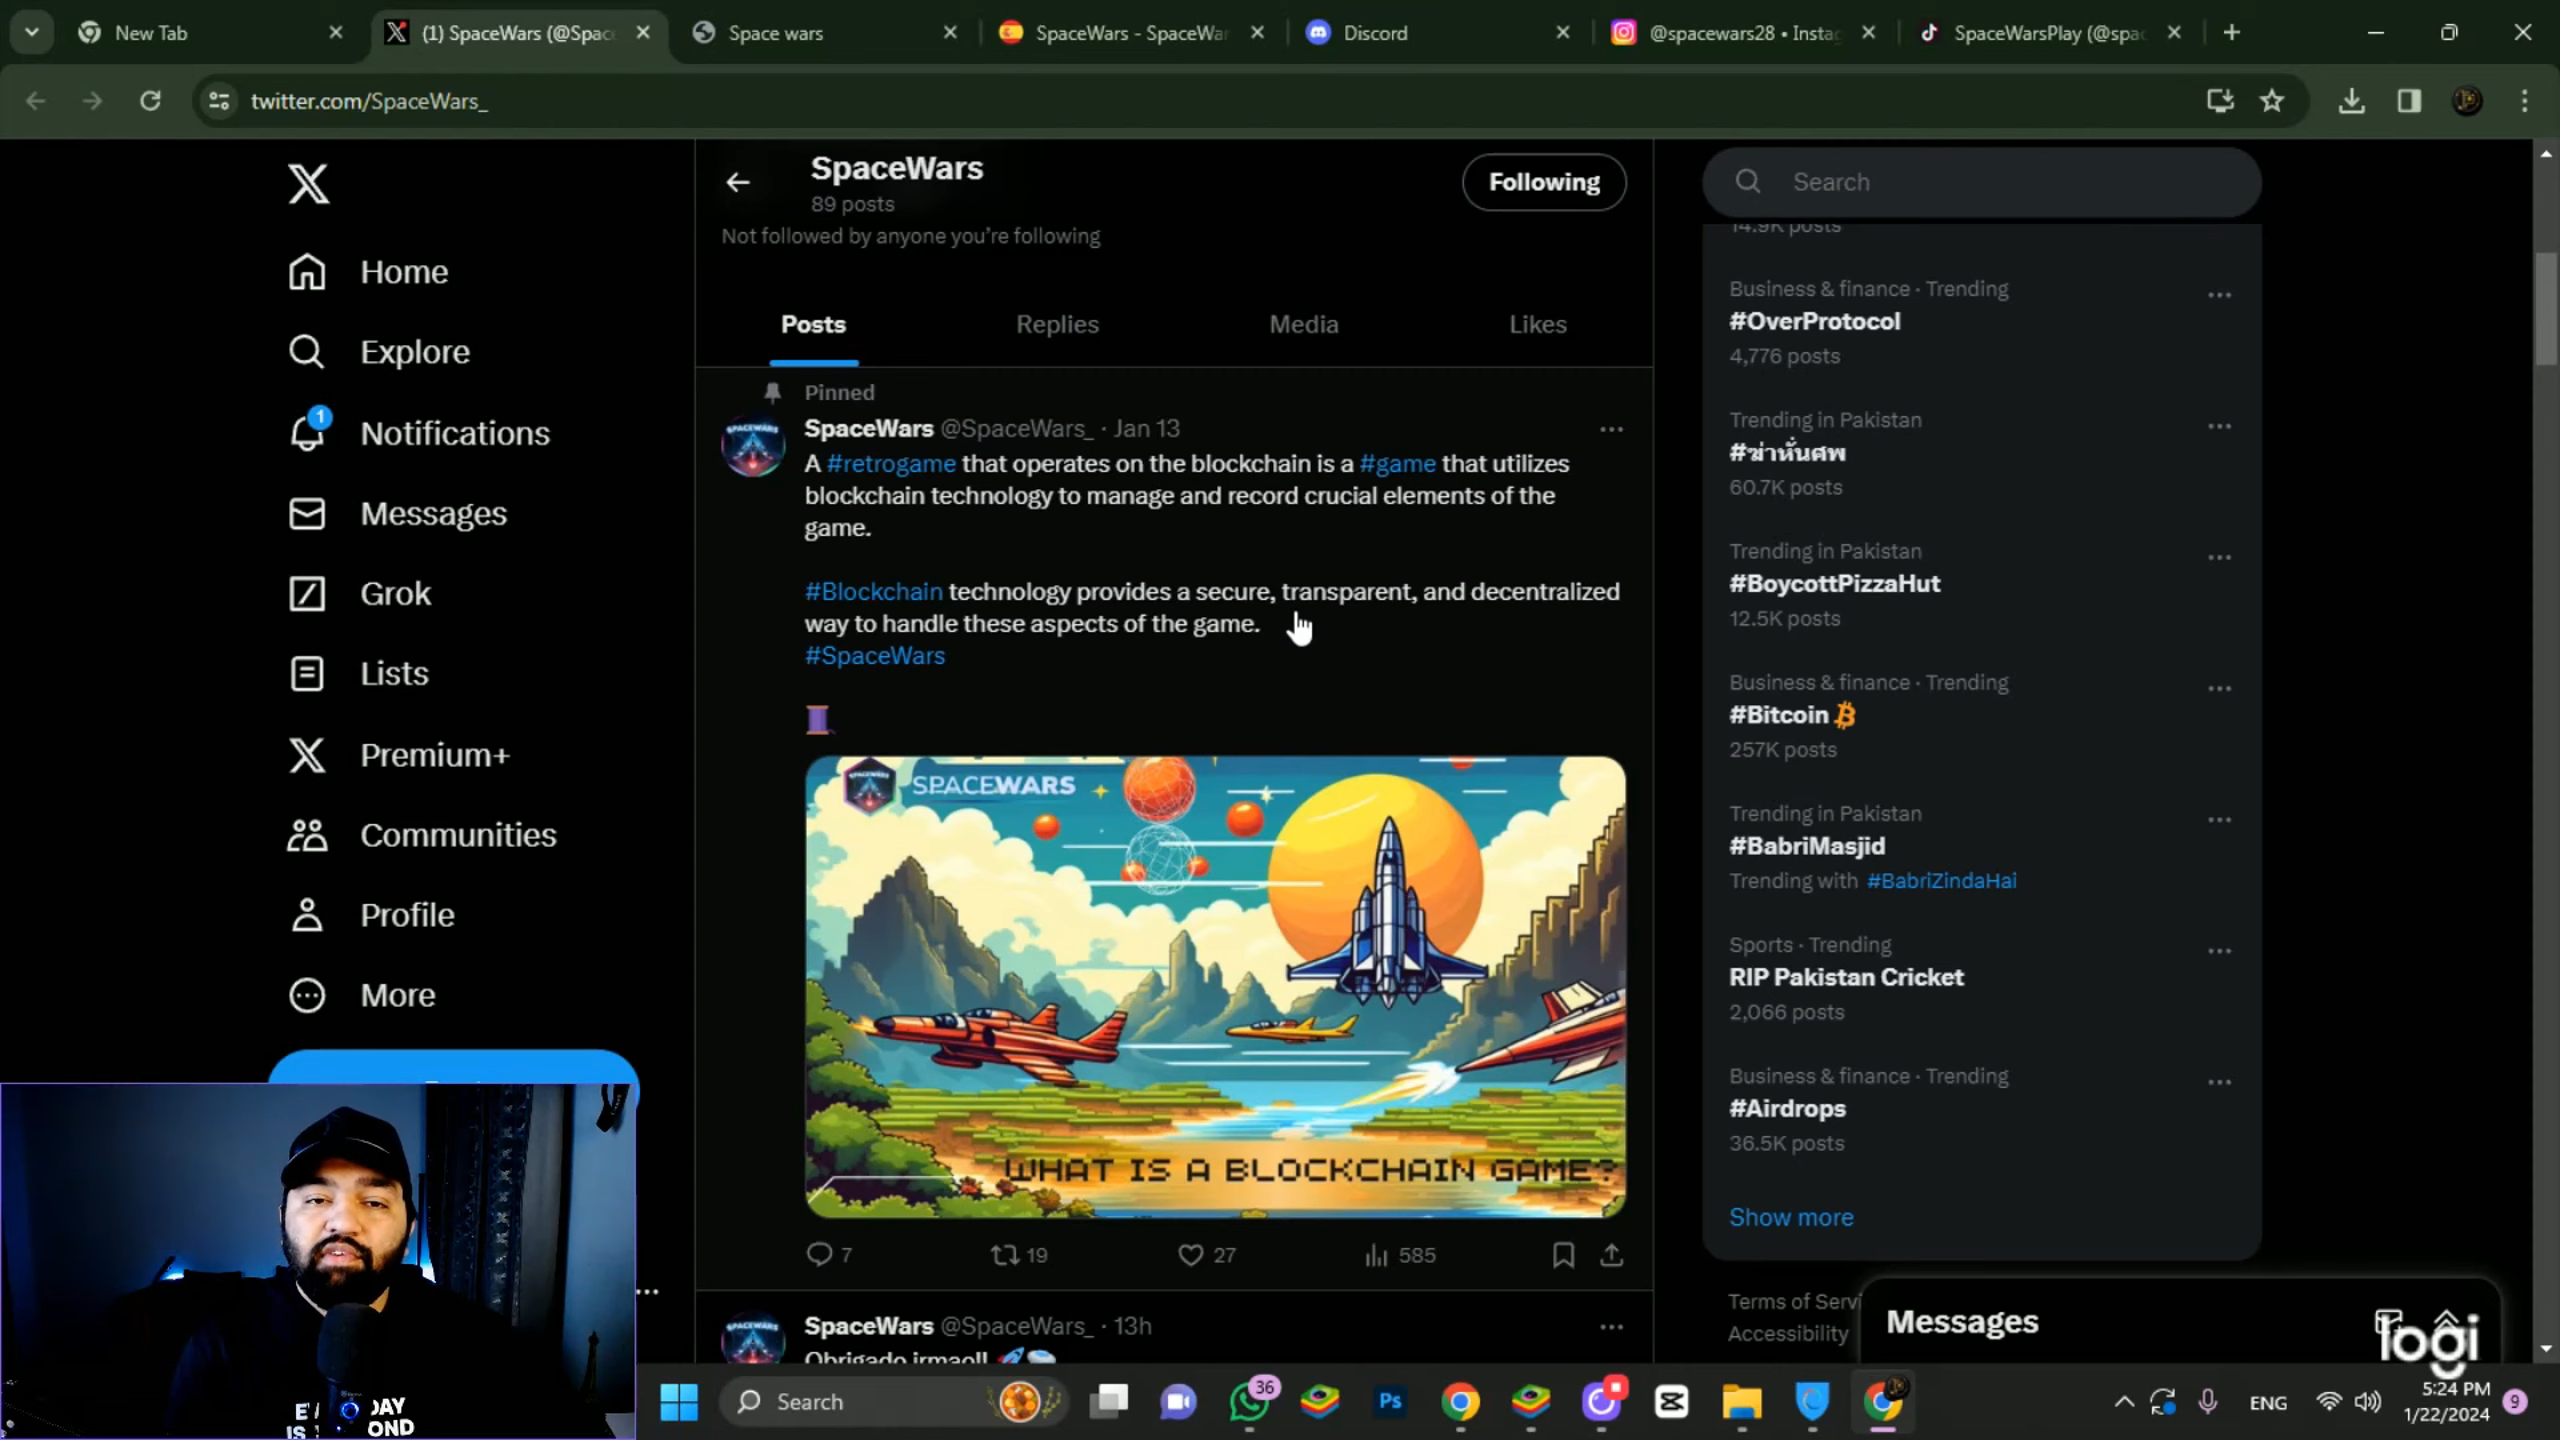 New Tab
(1) SpaceWars (@Spac
Space wars
SpaceWars - SpaceWar
Discord
@spacewars28 • Insta
SpaceWarsPlay (@spa
twitter.com/SpaceWars_
Home
Explore
1
Notifications
Messages
Grok
Lists
Premium+
Communities
Profile
More
SpaceWars
89 posts
Following
Not followed by anyone you're following
Posts
Replies
Media
Likes
Pinned
SpaceWars @SpaceWars_ · Jan 13
A #retrogame that operates on the blockchain is a #game that utilizes
blockchain technology to manage and record crucial elements of the
game.
#Blockchain technology provides a secure, transparent, and decentralized
way to handle these aspects of the game.
#SpaceWars
SPACEWARS
SPACEWARS
WHAT IS A BLOCKCHAIN GAME?
7
19
27
585
SpaceWars @SpaceWars_ · 13h
Obrigado irmaoll
Search
14.9K posts
Business & finance · Trending
#OverProtocol
4,776 posts
Trending in Pakistan
#ฆ่าหั่นศพ
60.7K posts
Trending in Pakistan
#BoycottPizzaHut
12.5K posts
Business & finance · Trending
#Bitcoin
257K posts
Trending in Pakistan
#BabriMasjid
Trending with #BabriZindaHai
Sports · Trending
RIP Pakistan Cricket
2,066 posts
Business & finance · Trending
#Airdrops
36.5K posts
Show more
Terms of Servi
Accessibility
Messages
logi
Search
36
Ps
ENG
5:24 PM
1/22/2024
9